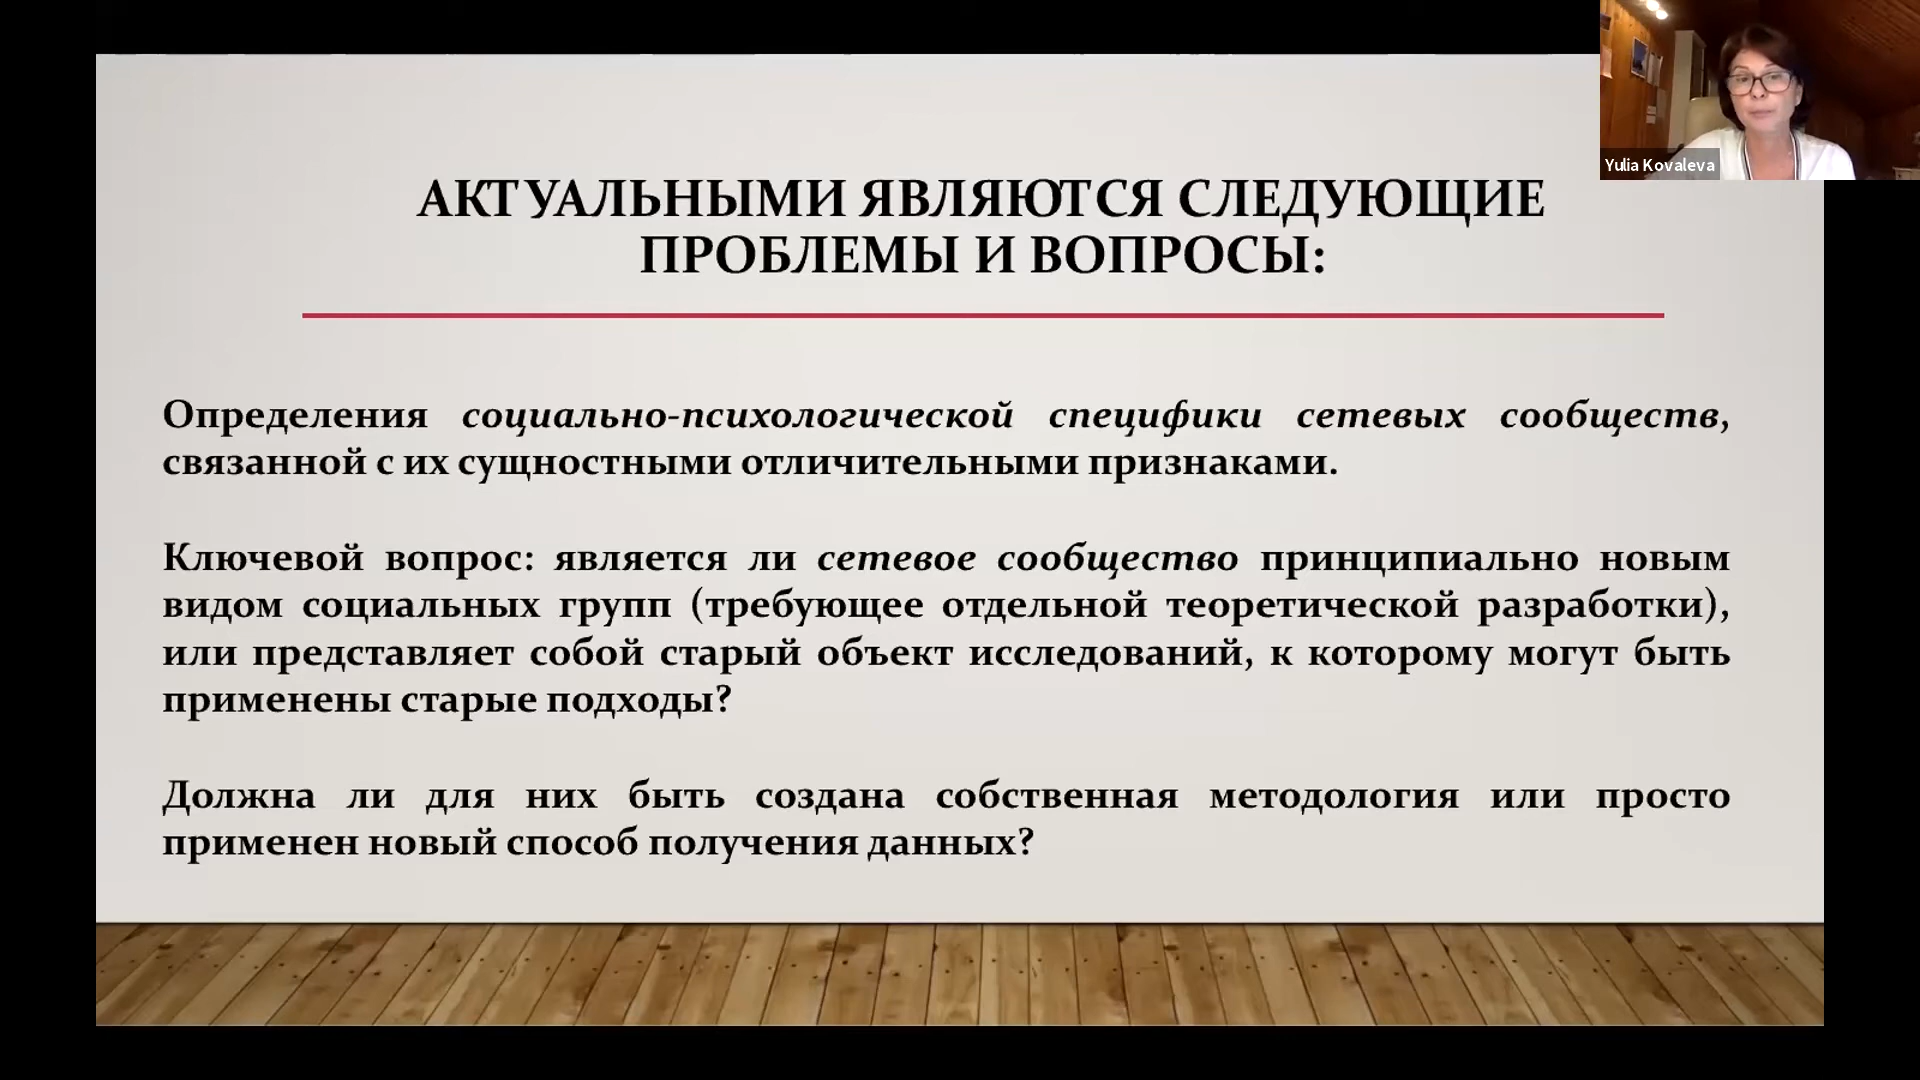 Yulia Kovaleva
АКТУАЛЬНЫМИ ЯВЛЯЮТСЯ СЛЕДУЮЩИЕ
ПРОБЛЕМЫ И ВОПРОСЫ:
Определения социально-психологической специфики сетевых сообществ,
связанной с их сущностными отличительными признаками.
Ключевой вопрос: является ли сетевое сообщество принципиально новым
видом социальных групп (требующее отдельной теоретической разработки),
или представляет собой старый объект исследований, к которому могут быть
применены старые подходы?
Должна ли для них быть создана собственная методология или просто
применен новый способ получения данных?